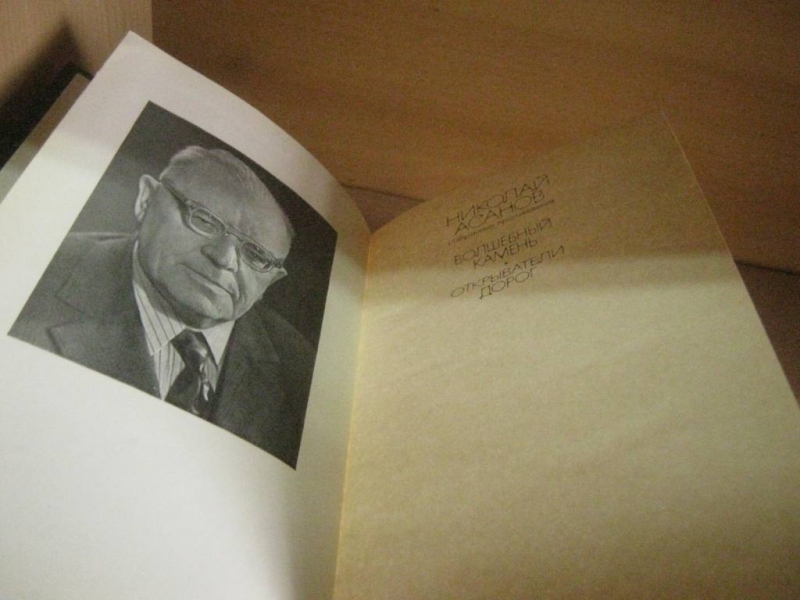 НИКОЛАЙ
АСАНОВ
ВОЛШЕБНЫЙ
КАМЕНЬ
•
ОТКРЫВАТЕЛИ
ДОРОГ